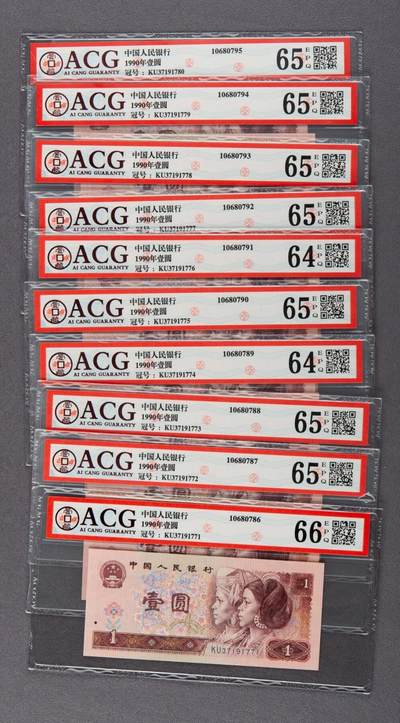 ACG 中国人民银行 10680795 65 EPQ
AI CANG GUARANTY 1990年壹圆
冠号：KU37191780
ACG 中国人民银行 10680794 65 EPQ
AI CANG GUARANTY 1990年壹圆
冠号：KU37191779
ACG 中国人民银行 10680793 65 EPQ
AI CANG GUARANTY 1990年壹圆
冠号：KU37191778
ACG 中国人民银行 10680792 65 EPQ
AI CANG GUARANTY 1990年壹圆
冠号：KU37191777
ACG 中国人民银行 10680791 64 EPQ
AI CANG GUARANTY 1990年壹圆
冠号：KU37191776
ACG 中国人民银行 10680790 65 EPQ
AI CANG GUARANTY 1990年壹圆
冠号：KU37191775
ACG 中国人民银行 10680789 64 EPQ
AI CANG GUARANTY 1990年壹圆
冠号：KU37191774
ACG 中国人民银行 10680788 65 EPQ
AI CANG GUARANTY 1990年壹圆
冠号：KU37191773
ACG 中国人民银行 10680787 65 EPQ
AI CANG GUARANTY 1990年壹圆
冠号：KU37191772
ACG 中国人民银行 10680786 66 EPQ
AI CANG GUARANTY 1990年壹圆
冠号：KU37191771
中国人民银行 1
壹圆
1 KU37191771 1